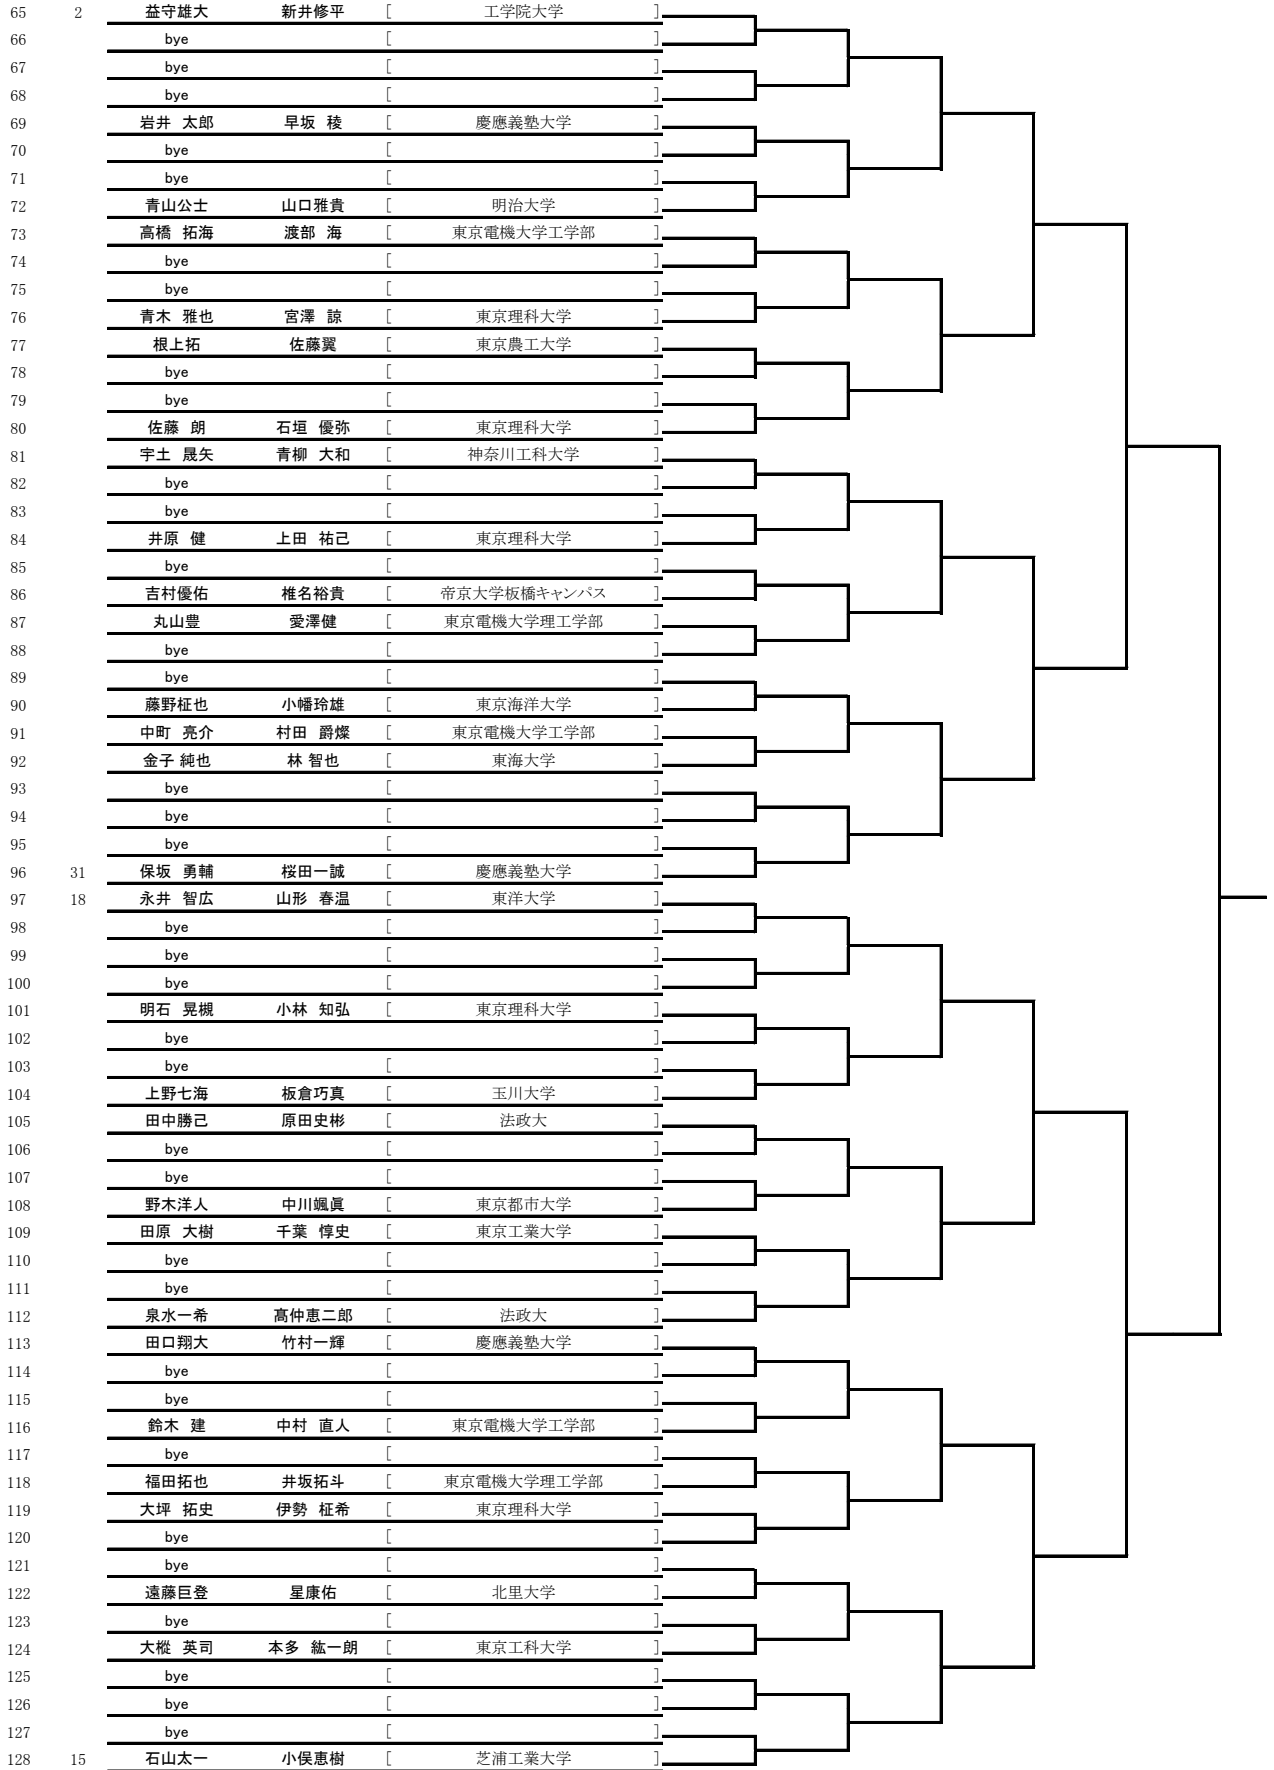 65 2 益守雄大 新井修平 [ 工学院大学 ]
66 bye [ ]
67 bye [ ]
68 bye [ ]
69 岩井 太郎 早坂 稜 [ 慶應義塾大学 ]
70 bye [ ]
71 bye [ ]
72 青山公士 山口雅貴 [ 明治大学 ]
73 高橋 拓海 渡部 海 [ 東京電機大学工学部 ]
74 bye [ ]
75 bye [ ]
76 青木 雅也 宮澤 諒 [ 東京理科大学 ]
77 根上拓 佐藤翼 [ 東京農工大学 ]
78 bye [ ]
79 bye [ ]
80 佐藤 朗 石垣 優弥 [ 東京理科大学 ]
81 宇土 晟矢 青柳 大和 [ 神奈川工科大学 ]
82 bye [ ]
83 bye [ ]
84 井原 健 上田 祐己 [ 東京理科大学 ]
85 bye [ ]
86 吉村優佑 椎名裕貴 [ 帝京大学板橋キャンパス ]
87 丸山豊 愛澤健 [ 東京電機大学理工学部 ]
88 bye [ ]
89 bye [ ]
90 藤野柾也 小幡玲雄 [ 東京海洋大学 ]
91 中町 亮介 村田 爵燦 [ 東京電機大学工学部 ]
92 金子 純也 林 智也 [ 東海大学 ]
93 bye [ ]
94 bye [ ]
95 bye [ ]
96 31 保坂 勇輔 桜田一誠 [ 慶應義塾大学 ]
97 18 永井 智広 山形 春温 [ 東洋大学 ]
98 bye [ ]
99 bye [ ]
100 bye [ ]
101 明石 晃槻 小林 知弘 [ 東京理科大学 ]
102 bye ]
103 bye [ ]
104 上野七海 板倉巧真 [ 玉川大学 ]
105 田中勝己 原田史彬 [ 法政大 ]
106 bye [ ]
107 bye [ ]
108 野木洋人 中川颯眞 [ 東京都市大学 ]
109 田原 大樹 千葉 惇史 [ 東京工業大学 ]
110 bye [ ]
111 bye [ ]
112 泉水一希 髙仲恵二郎 [ 法政大 ]
113 田口翔大 竹村一輝 [ 慶應義塾大学 ]
114 bye [ ]
115 bye [ ]
116 鈴木 建 中村 直人 [ 東京電機大学工学部 ]
117 bye [ ]
118 福田拓也 井坂拓斗 [ 東京電機大学理工学部 ]
119 大坪 拓史 伊勢 柾希 [ 東京理科大学 ]
120 bye [ ]
121 bye [ ]
122 遠藤巨登 星康佑 [ 北里大学 ]
123 bye [ ]
124 大樅 英司 本多 紘一朗 [ 東京工科大学 ]
125 bye [ ]
126 bye [ ]
127 bye [ ]
128 15 石山太一 小俣恵樹 [ 芝浦工業大学 ]